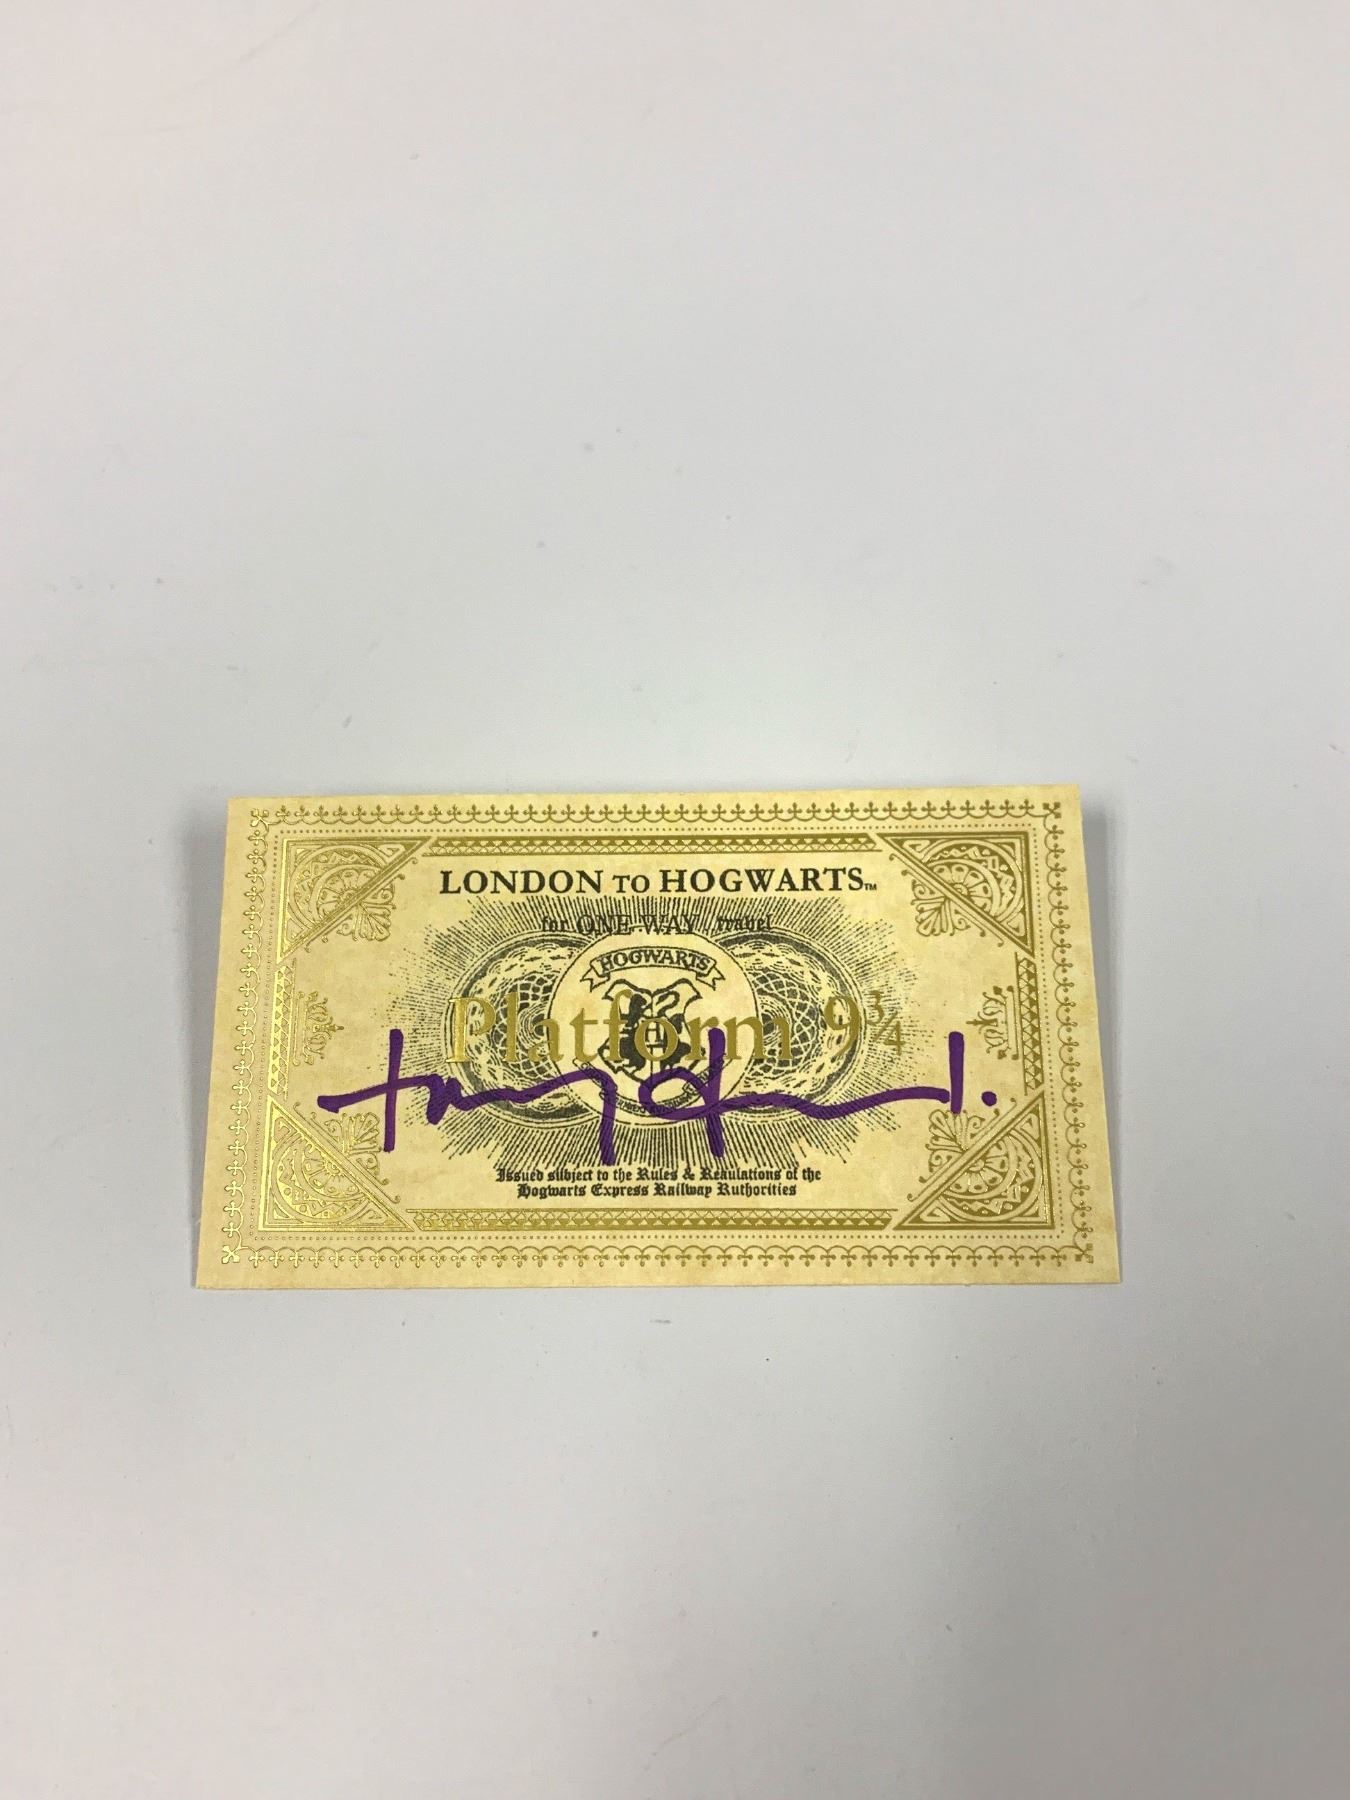 LONDON TO HOGWARTS™
for ONE WAY travel
HOGWARTS
Platform 9¾
H
Issued subject to the Rules & Reaulations of the
Hogwarts Express Railway Authorities